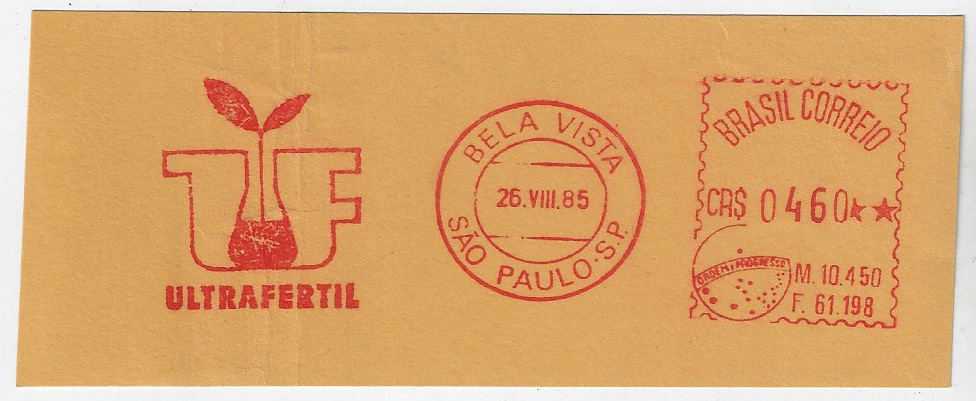 ULTRAFERTIL
BELA VISTA
26.VIII.85
SÃO PAULO-S.P.
BRASIL CORREIO
CR$ 0460★★
ORDEM E PROGRESSO
M. 10.450
F. 61.198